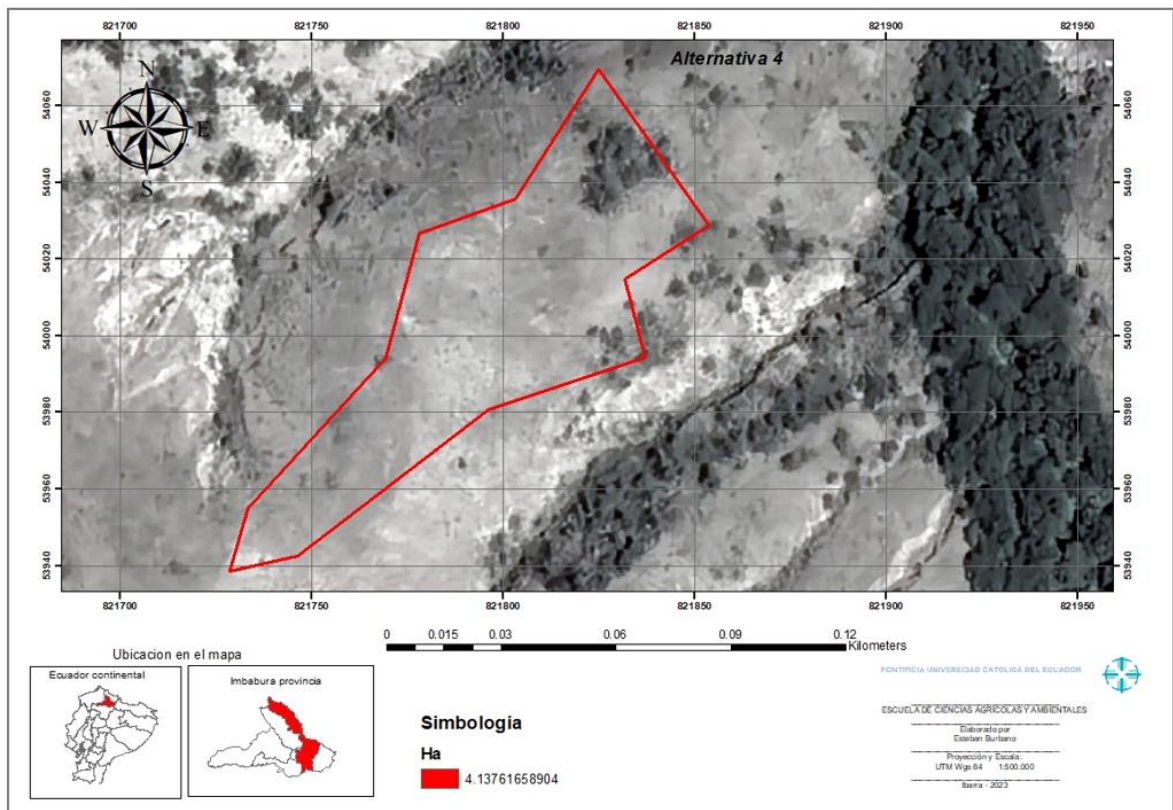 821700 821750 821800 821850 821900 821950
Alternativa 4
N
W E
S
54060 54060
54040 54040
54020 54020
54000 54000
53980 53980
53960 53960
53940 53940
821700 821750 821800 821850 821900 821950
0 0.015 0.03 0.06 0.09 0.12
Kilometers
Ubicacion en el mapa
Ecuador continental
Imbabura provincia
Simbologia
Ha
4.13761658904
PONTIFICIA UNIVERSIDAD CATOLICA DEL ECUADOR
ESCUELA DE CIENCIAS AGRICOLAS Y AMBIENTALES
Elaborado por
Esteban Burbano
Proyección y Escala:
UTM Wgs 84 1:500.000
Ibarra - 2023